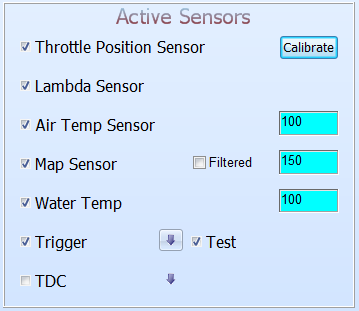 Active Sensors
Throttle Position Sensor Calibrate
Lambda Sensor
Air Temp Sensor 100
Map Sensor Filtered 150
Water Temp 100
Trigger Test
TDC